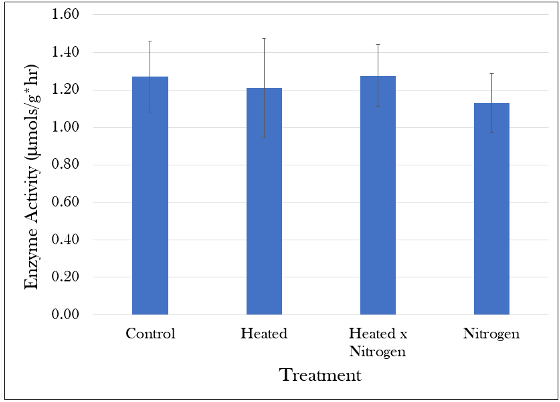 1.60
1.40
1.20
1.00
0.80
0.60
0.40
0.20
0.00
Enzyme Activity (µmols/g*hr)
Control
Heated
Heated x
Nitrogen
Nitrogen
Treatment